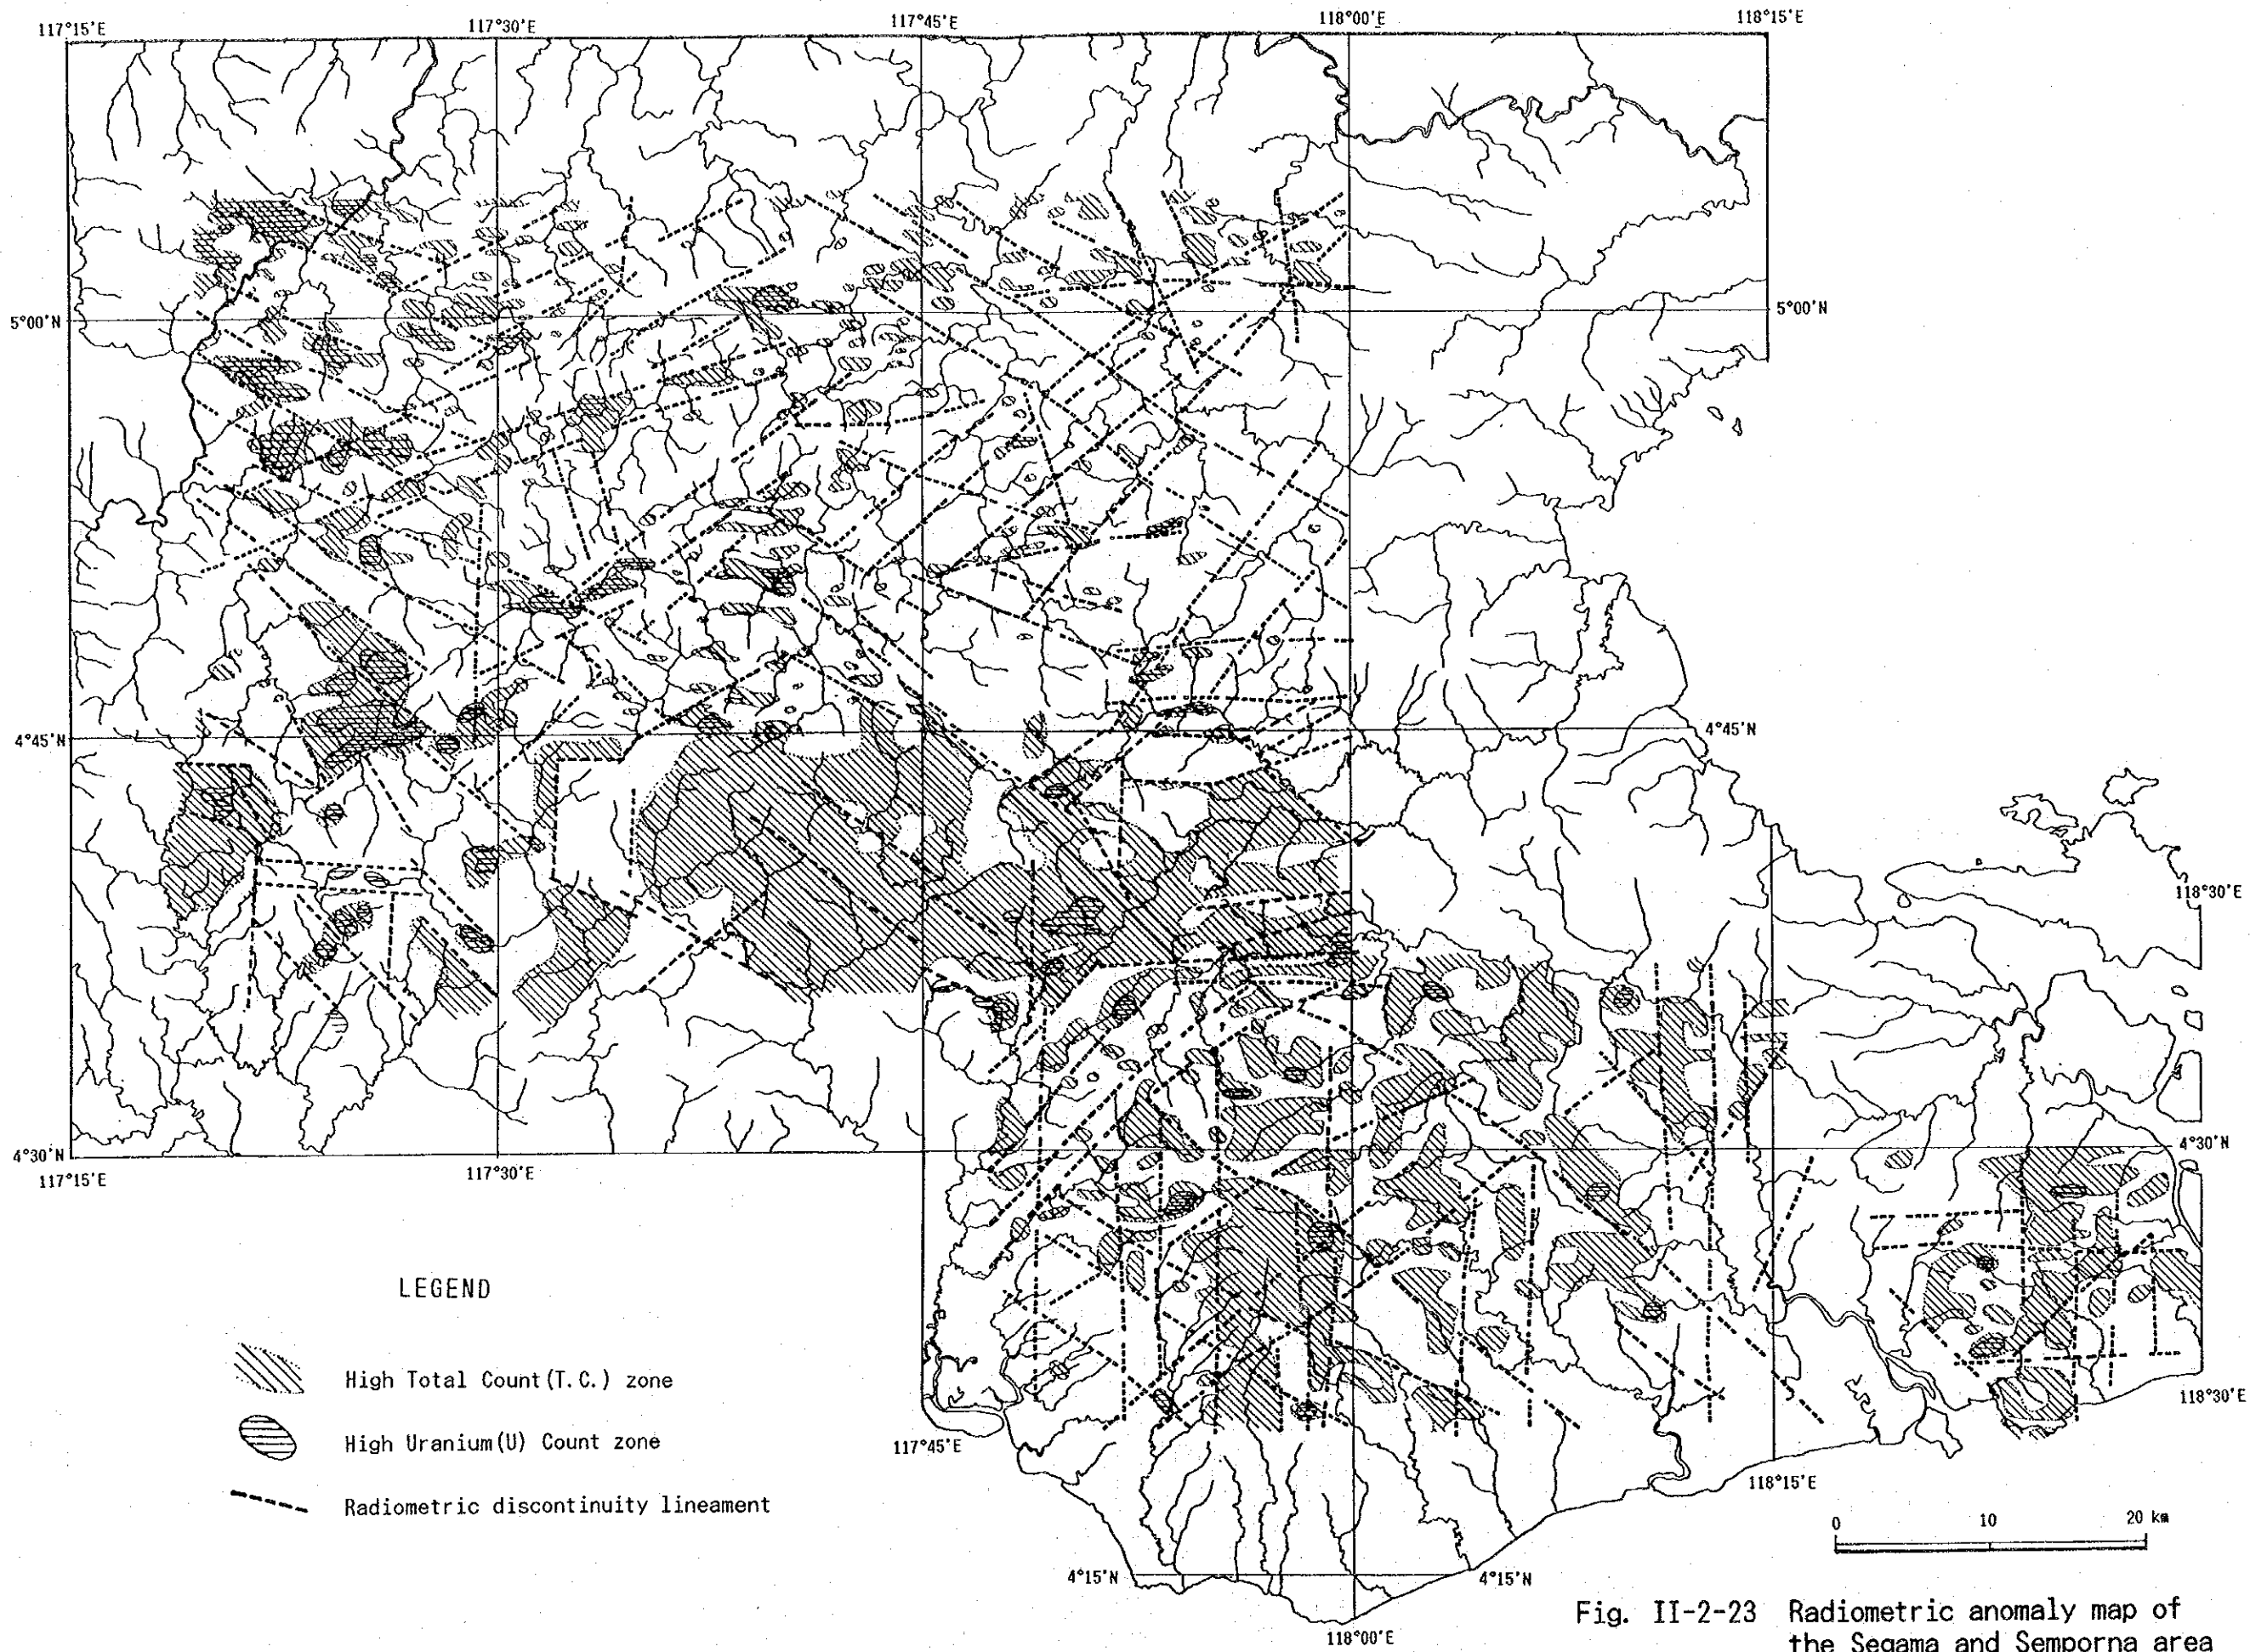 117°15'E
117°30'E
117°45'E
118°00'E
118°15'E
5°00'N
5°00'N
4°45'N
4°45'N
118°30'E
4°30'N
4°30'N
117°15'E
117°30'E
LEGEND
High Total Count(T.C.) zone
High Uranium(U) Count zone
Radiometric discontinuity lineament
118°30'E
117°45'E
118°15'E
0 10 20 km
4°15'N
4°15'N
118°00'E
Fig. II-2-23 Radiometric anomaly map of
the Segama and Semporna area